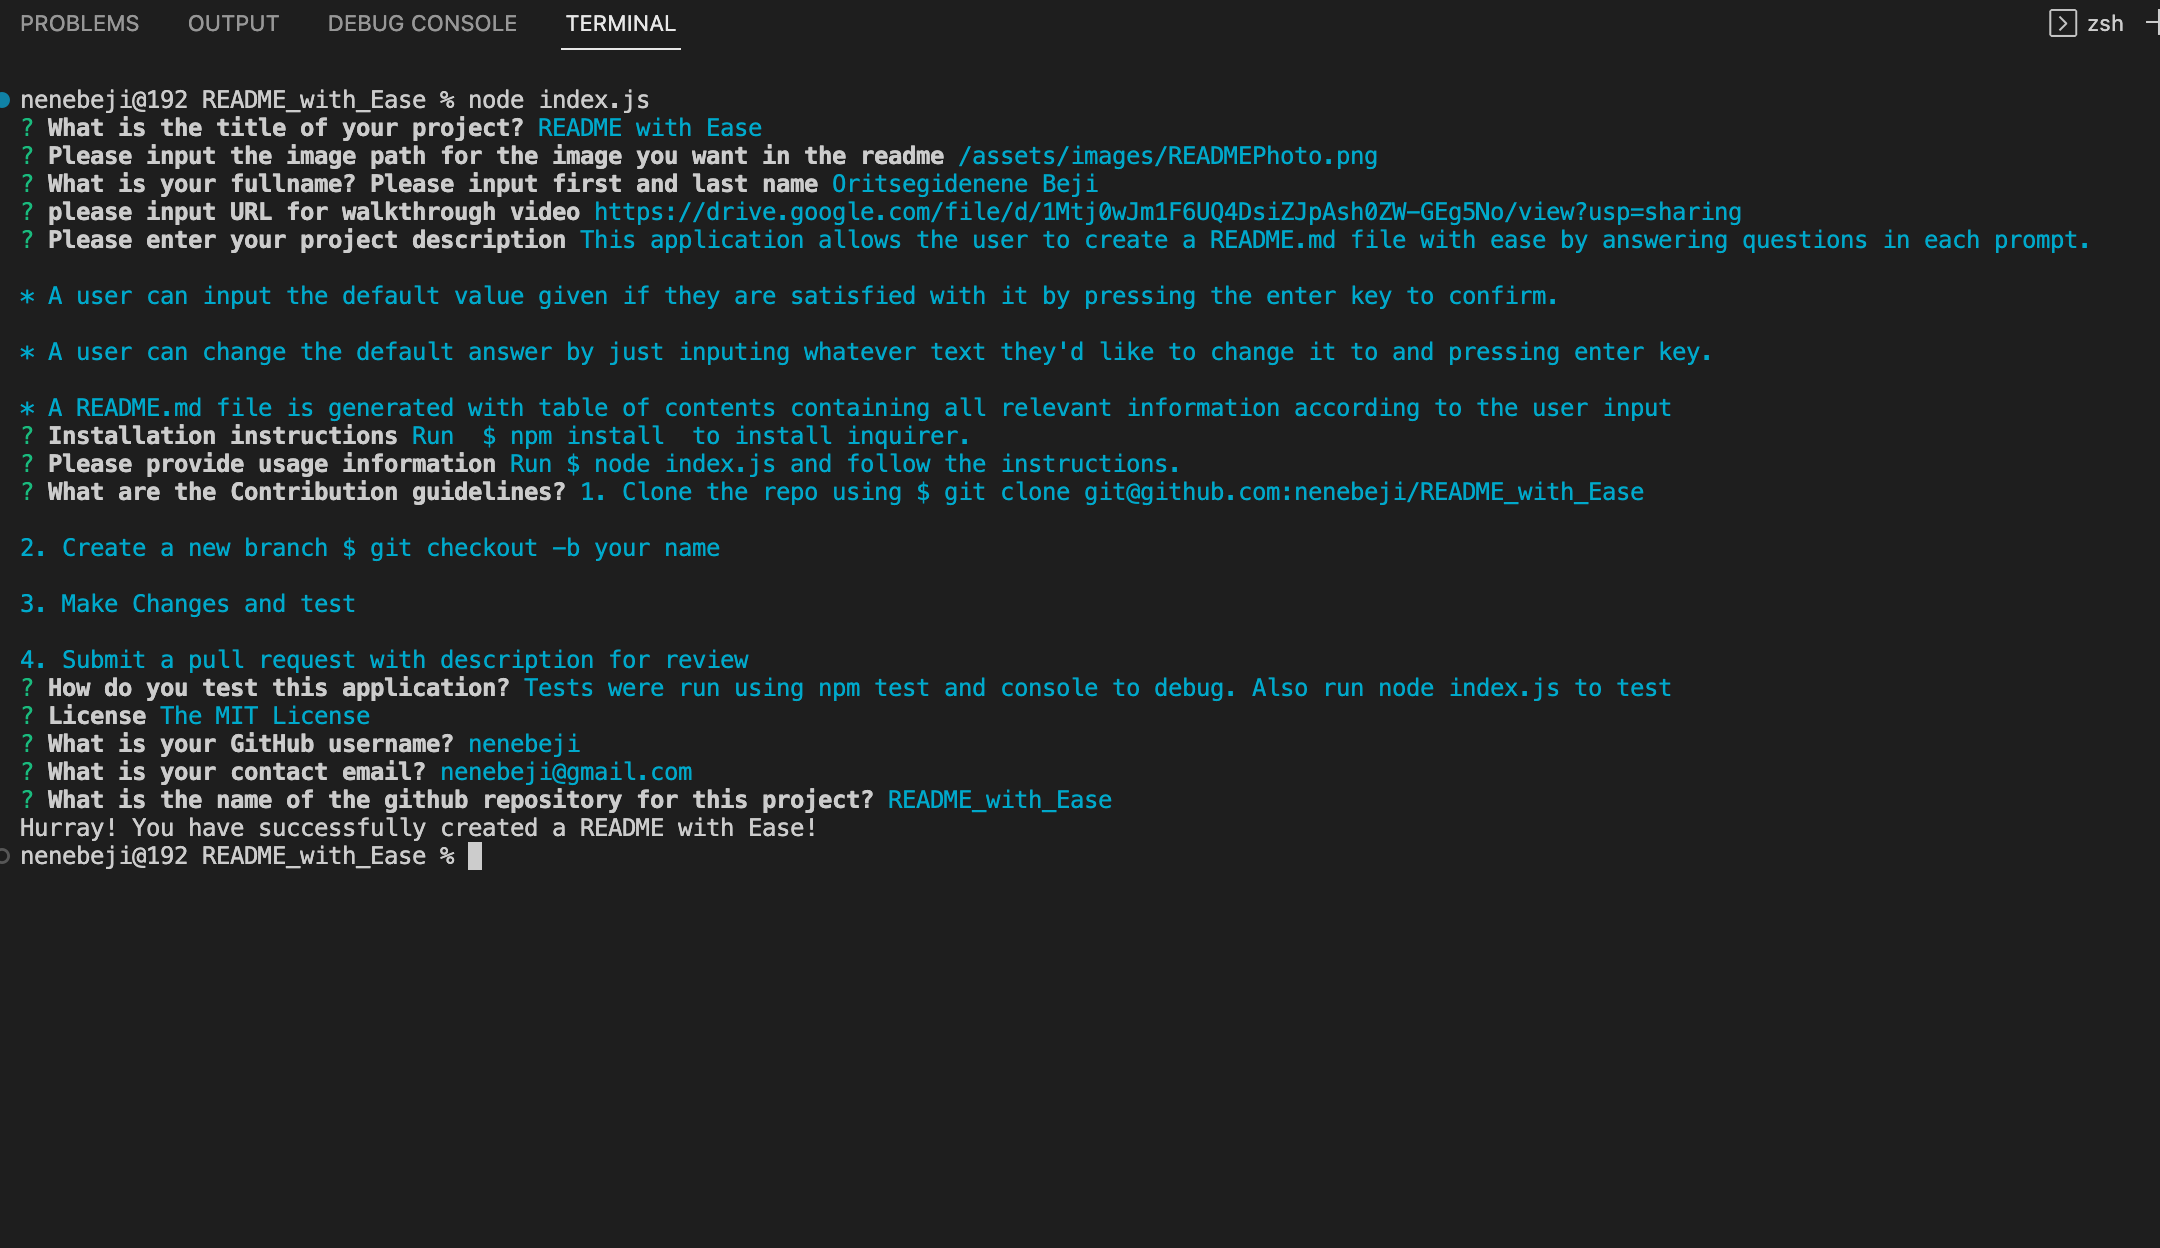 PROBLEMS OUTPUT DEBUG CONSOLE TERMINAL zsh
nenebeji@192 README_with_Ease % node index.js
? What is the title of your project? README with Ease
? Please input the image path for the image you want in the readme /assets/images/READMEPhoto.png
? What is your fullname? Please input first and last name Oritsegidenene Beji
? please input URL for walkthrough video https://drive.google.com/file/d/1Mtj0wJm1F6UQ4DsiZJpAsh0ZW-GEg5No/view?usp=sharing
? Please enter your project description This application allows the user to create a README.md file with ease by answering questions in each prompt.
* A user can input the default value given if they are satisfied with it by pressing the enter key to confirm.
* A user can change the default answer by just inputing whatever text they'd like to change it to and pressing enter key.
* A README.md file is generated with table of contents containing all relevant information according to the user input
? Installation instructions Run  $ npm install  to install inquirer.
? Please provide usage information Run $ node index.js and follow the instructions.
? What are the Contribution guidelines? 1. Clone the repo using $ git clone git@github.com:nenebeji/README_with_Ease
2. Create a new branch $ git checkout -b your name
3. Make Changes and test
4. Submit a pull request with description for review
? How do you test this application? Tests were run using npm test and console to debug. Also run node index.js to test
? License The MIT License
? What is your GitHub username? nenebeji
? What is your contact email? nenebeji@gmail.com
? What is the name of the github repository for this project? README_with_Ease
Hurray! You have successfully created a README with Ease!
nenebeji@192 README_with_Ease %